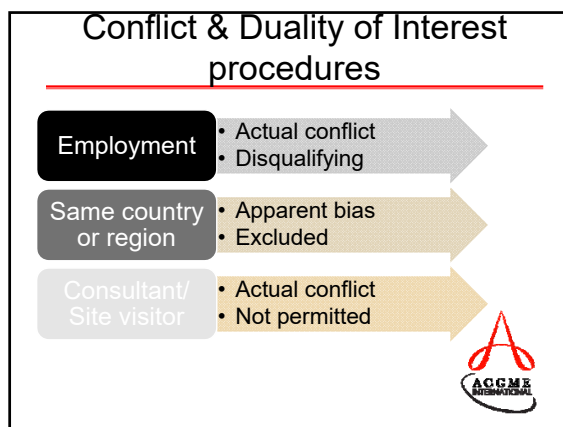 Conflict & Duality of Interest
procedures
Employment
• Actual conflict
• Disqualifying
Same country
or region
• Apparent bias
• Excluded
Consultant/
Site visitor
• Actual conflict
• Not permitted
ACGME
INTERNATIONAL